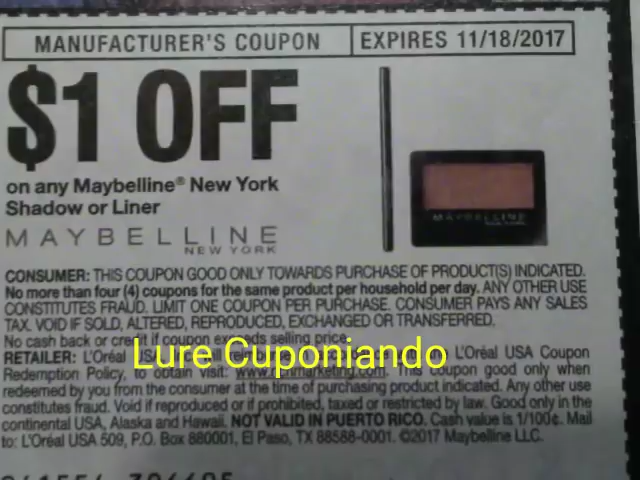 MANUFACTURER'S COUPON EXPIRES 11/18/2017
$1 OFF
on any Maybelline® New York
Shadow or Liner
MAYBELLINE
NEW YORK
MAYBELLINE
CONSUMER: THIS COUPON GOOD ONLY TOWARDS PURCHASE OF PRODUCT(S) INDICATED.
No more than four (4) coupons for the same product per household per day. ANY OTHER USE
CONSTITUTES FRAUD. LIMIT ONE COUPON PER PURCHASE. CONSUMER PAYS ANY SALES
TAX. VOID IF SOLD, ALTERED, REPRODUCED, EXCHANGED OR TRANSFERRED.
No cash back or credit if coupon exceeds selling price.
Lure Cuponiando
RETAILER: L'Oréal USA L'Oréal USA Coupon
Redemption Policy, to obtain visit: This coupon good only when
redeemed by you from the consumer at the time of purchasing product indicated. Any other use
constitutes fraud. Void if reproduced or if prohibited, taxed or restricted by law. Good only in the
continental USA, Alaska and Hawaii. NOT VALID IN PUERTO RICO. Cash value is 1/100¢. Mail
to: L'Oréal USA 509, P.O. Box 880001, El Paso, TX 88588-0001. ©2017 Maybelline LLC.